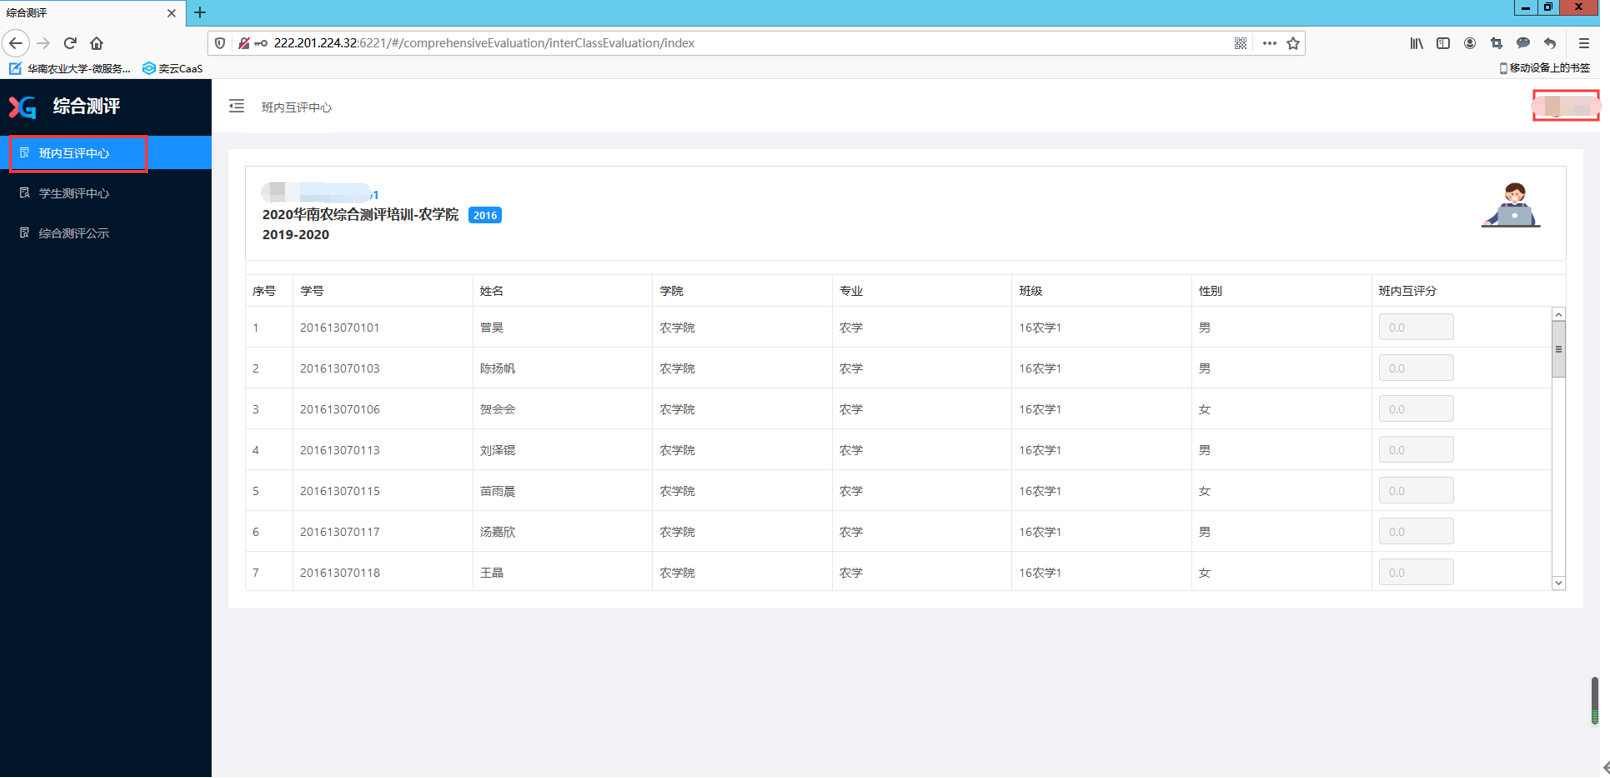 综合测评
222.201.224.32:6221/#/comprehensiveEvaluation/interClassEvaluation/index
华南农业大学-微服务... 奕云CaaS 移动设备上的书签
XG 综合测评
班内互评中心
学生测评中心
综合测评公示
班内互评中心
2020华南农综合测评培训-农学院 2016
2019-2020
序号 学号 姓名 学院 专业 班级 性别 班内互评分
1 201613070101 曾昊 农学院 农学 16农学1 男 0.0
2 201613070103 陈扬帆 农学院 农学 16农学1 男 0.0
3 201613070106 贺会会 农学院 农学 16农学1 女 0.0
4 201613070113 刘泽锟 农学院 农学 16农学1 男 0.0
5 201613070115 苗雨晨 农学院 农学 16农学1 女 0.0
6 201613070117 汤嘉欣 农学院 农学 16农学1 男 0.0
7 201613070118 王晶 农学院 农学 16农学1 女 0.0